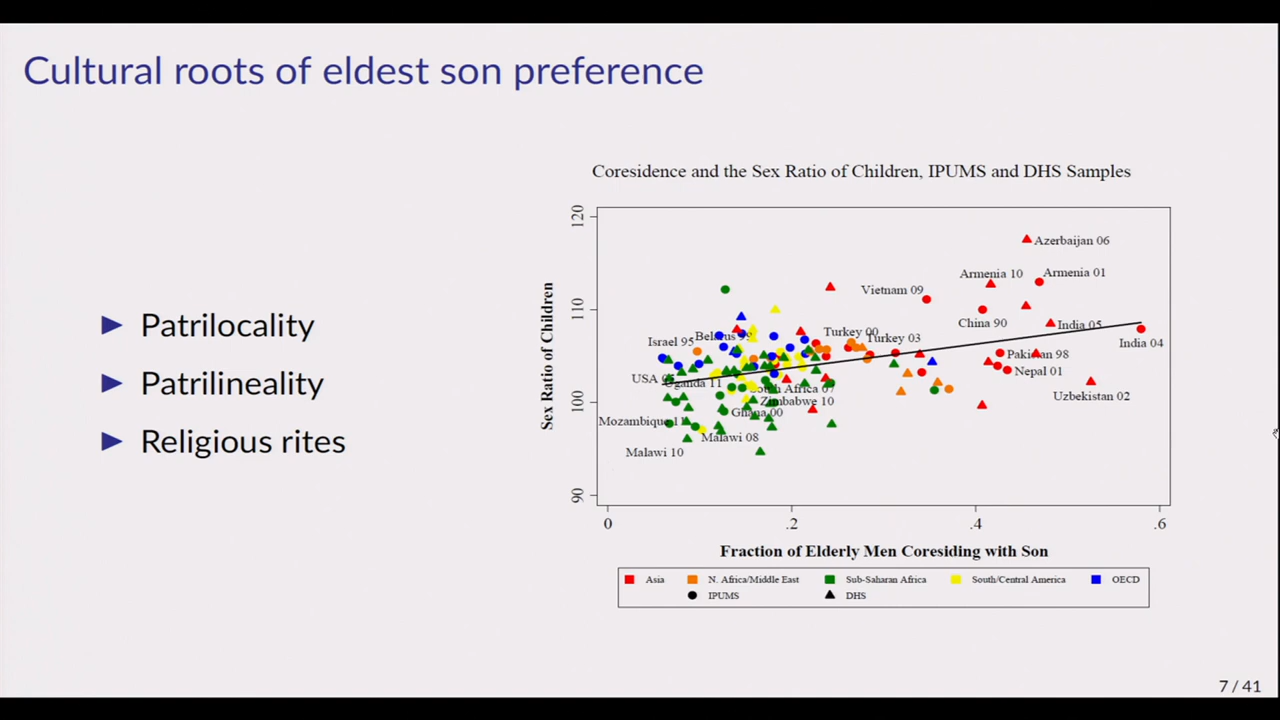 Cultural roots of eldest son preference
▶ Patrilocality
▶ Patrilineality
▶ Religious rites
Coresidence and the Sex Ratio of Children, IPUMS and DHS Samples
Sex Ratio of Children
120
110
100
90
Azerbaijan 06
Armenia 10
Armenia 01
Vietnam 09
China 90
India 05
India 04
Turkey 00
Turkey 03
Israel 95
Belarus 99
Pakistan 98
Nepal 01
Uzbekistan 02
USA
Uganda 11
South Africa 07
Zimbabwe 10
Ghana 00
Mozambique
Malawi 08
Malawi 10
0 .2 .4 .6
Fraction of Elderly Men Coresiding with Son
Asia N. Africa/Middle East Sub-Saharan Africa South/Central America OECD
IPUMS DHS
7 / 41